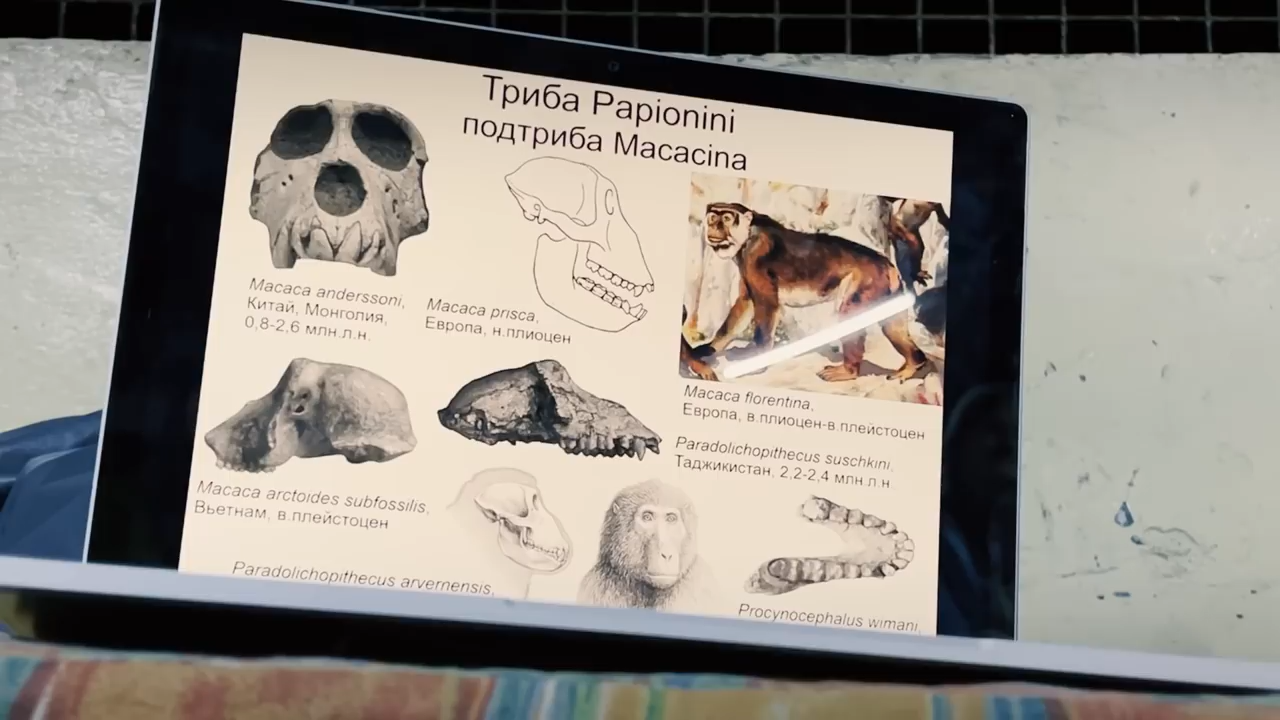 Триба Papionini
подтриба Macacina
Macaca anderssoni,
Китай, Монголия,
0,8-2,6 млн.л.н.
Macaca prisca,
Европа, н.плиоцен
Macaca florentina,
Европа, в.плиоцен-в.плейстоцен
Paradolichopithecus suschkini,
Таджикистан, 2,2-2,4 млн.л.н
Macaca arctoides subfossilis,
Вьетнам, в.плейстоцен
Paradolichopithecus arvernensis,
Procynocephalus wimani,